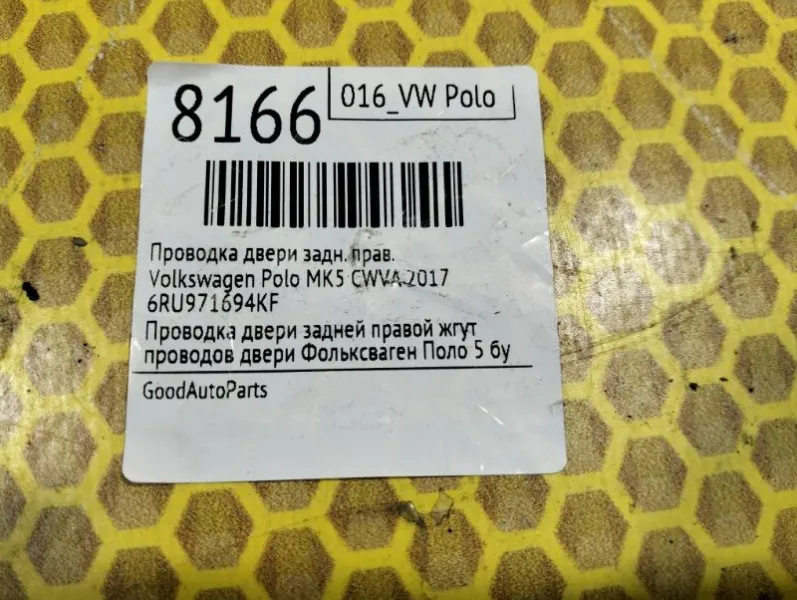 8166
016_VW Polo
Проводка двери задн. прав.
Volkswagen Polo MK5 CWVA 2017
6RU971694KF
Проводка двери задней правой жгут
проводов двери Фольксваген Поло 5 бу
GoodAutoParts